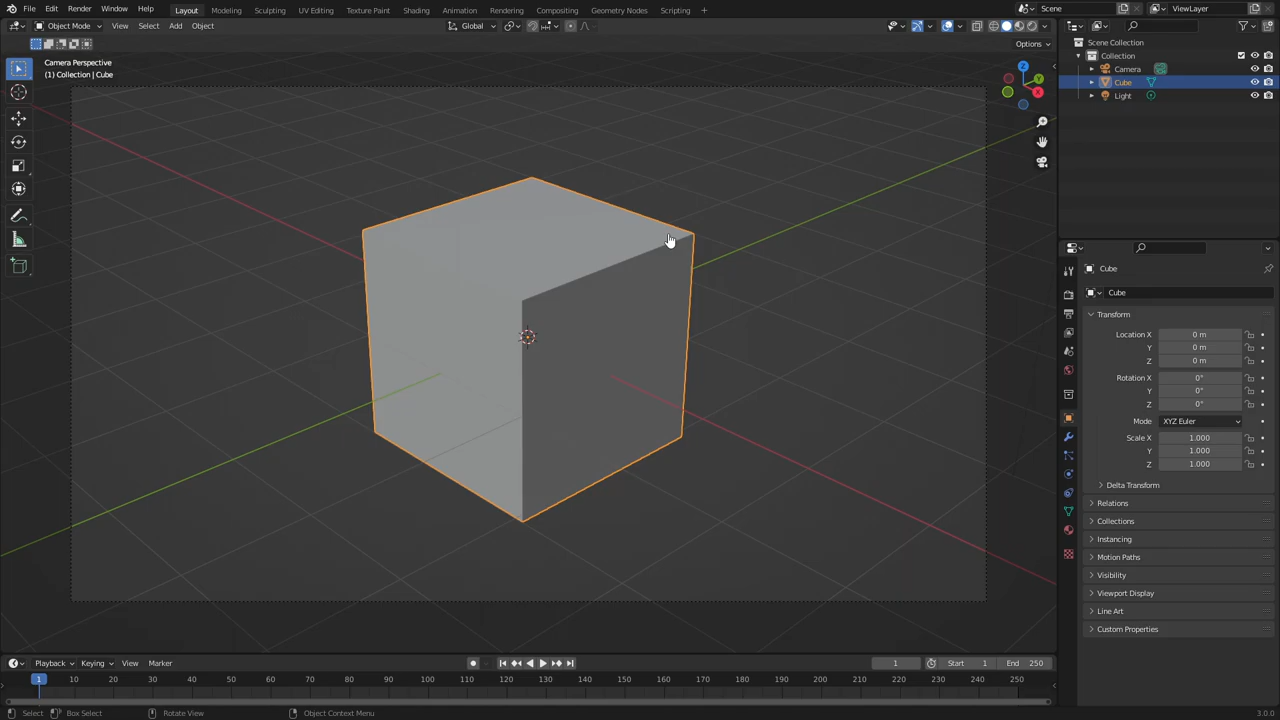 File Edit Render Window Help Layout Modeling Sculpting UV Editing Texture Paint Shading Animation Rendering Compositing Geometry Nodes Scripting + Scene ViewLayer
Object Mode View Select Add Object Global
Options
Camera Perspective
(1) Collection | Cube
Z
Y
X
Scene Collection
Collection
Camera
Cube
Light
Cube
Cube
Transform
Location X 0 m
Y 0 m
Z 0 m
Rotation X 0°
Y 0°
Z 0°
Mode XYZ Euler
Scale X 1.000
Y 1.000
Z 1.000
Delta Transform
Relations
Collections
Instancing
Motion Paths
Visibility
Viewport Display
Line Art
Custom Properties
Playback Keying View Marker 1 Start 1 End 250
1 10 20 30 40 50 60 70 80 90 100 110 120 130 140 150 160 170 180 190 200 210 220 230 240 250
Select Box Select Rotate View Object Context Menu 3.0.0